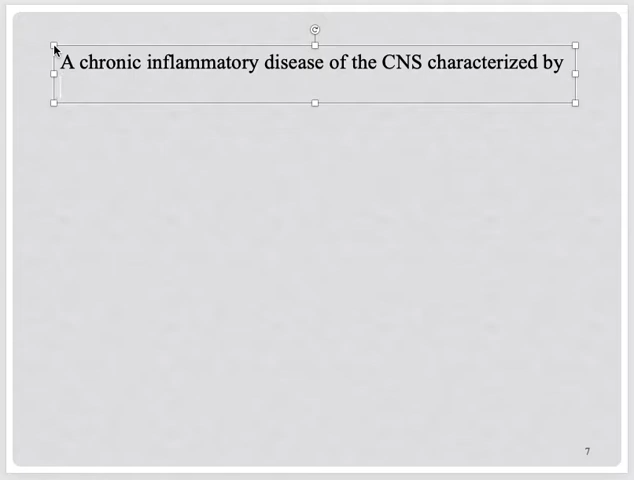 A chronic inflammatory disease of the CNS characterized by
7